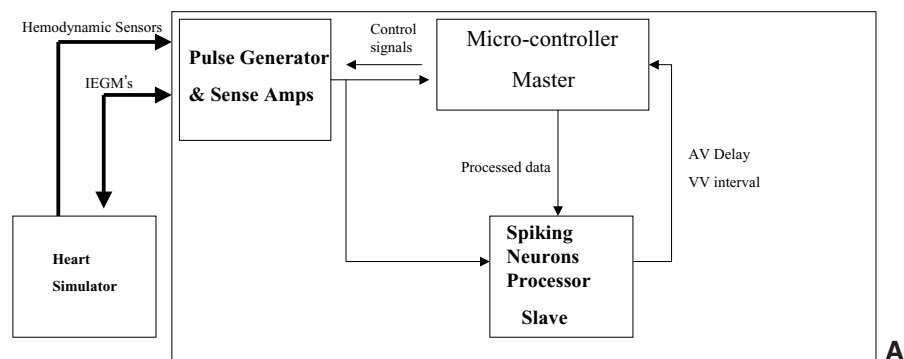 Hemodynamic Sensors
IEGM's
Pulse Generator
& Sense Amps
Control
signals
Micro-controller
Master
Processed data
AV Delay
VV interval
Spiking
Neurons
Processor
Slave
Heart
Simulator
A